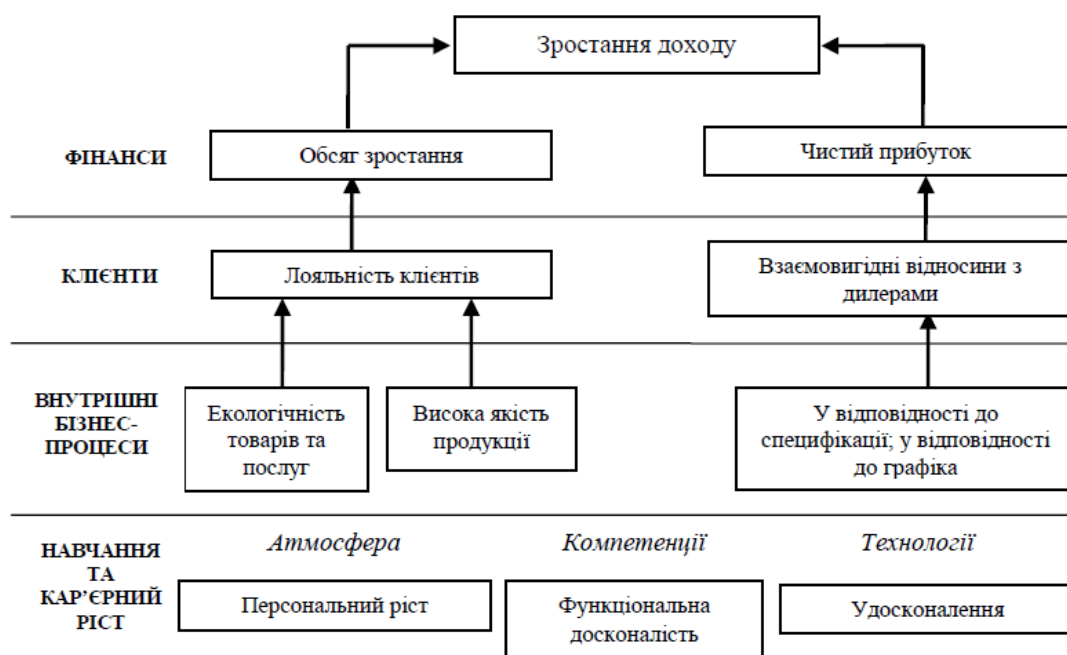 Зростання доходу
ФІНАНСИ
Обсяг зростання
Чистий прибуток
КЛІЄНТИ
Лояльність клієнтів
Взаємовигідні відносини з
дилерами
ВНУТРІШНІ
БІЗНЕС-
ПРОЦЕСИ
Екологічність
товарів та
послуг
Висока якість
продукції
У відповідності до
специфікації; у відповідності
до графіка
НАВЧАННЯ
ТА
КАР’ЄРНИЙ
РІСТ
Атмосфера
Компетенції
Технології
Персональний ріст
Функціональна
досконалість
Удосконалення